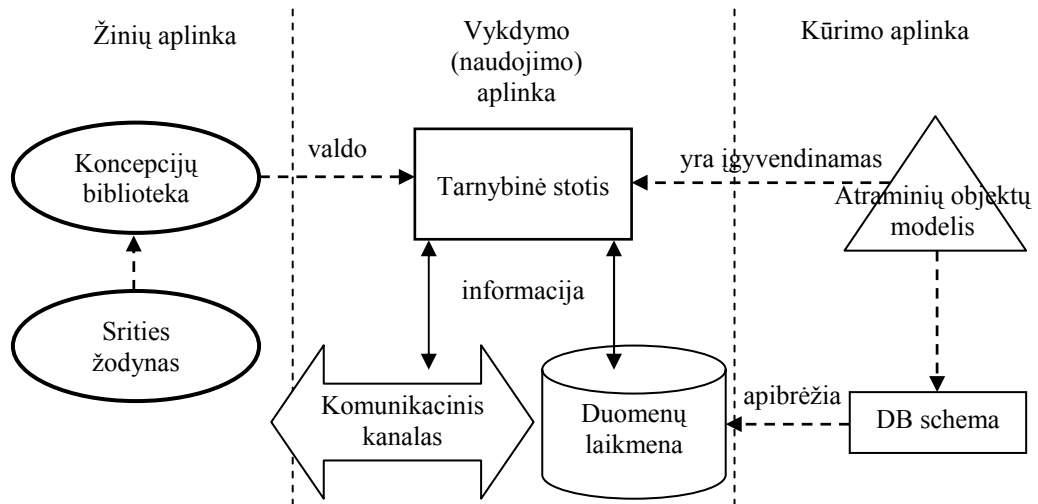 Žinių aplinka
Vykdymo
(naudojimo)
aplinka
Kūrimo aplinka
Koncepcijų
biblioteka
valdo
Tarnybinė stotis
yra įgyvendinamas
Atraminių objektų
modelis
informacija
Srities
žodynas
Komunikacinis
kanalas
Duomenų
laikmena
apibrėžia
DB schema